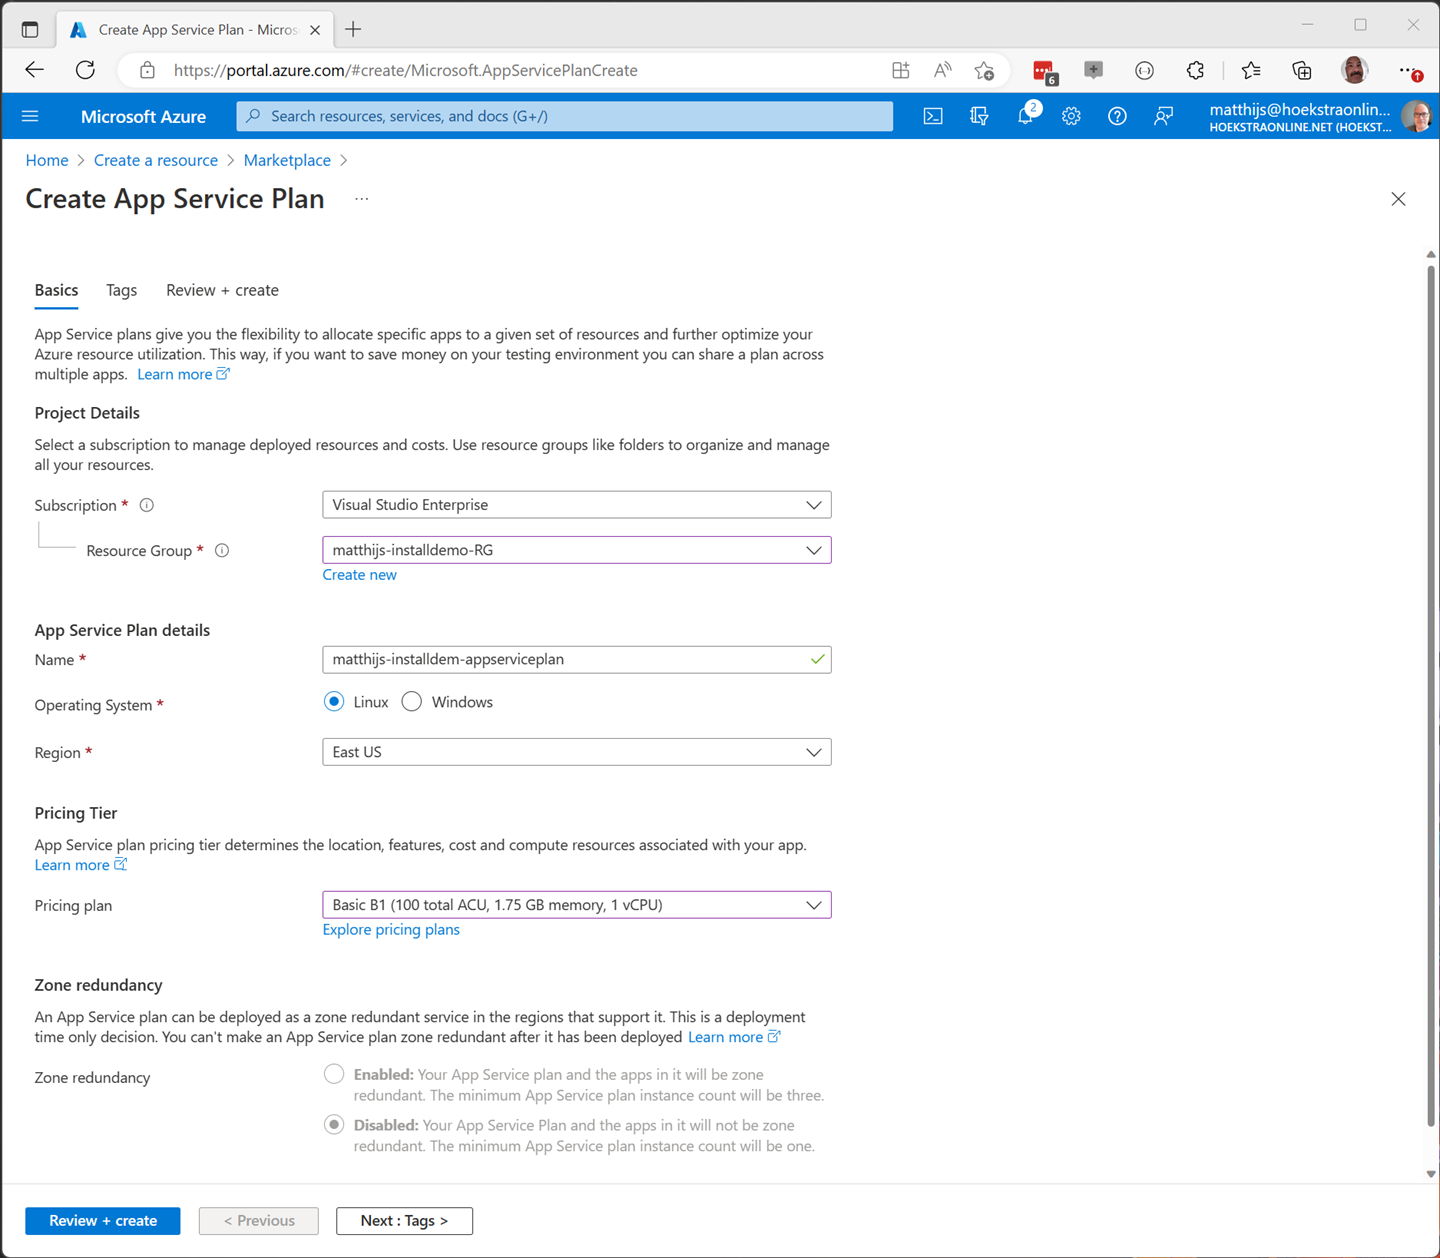 Create App Service Plan - Micros
https://portal.azure.com/#create/Microsoft.AppServicePlanCreate
6
Microsoft Azure
Search resources, services, and docs (G+/)
2
matthijs@hoekstraonlin...
HOEKSTRAONLINE.NET (HOEKST...
Home > Create a resource > Marketplace >
Create App Service Plan ...
Basics Tags Review + create
App Service plans give you the flexibility to allocate specific apps to a given set of resources and further optimize your
Azure resource utilization. This way, if you want to save money on your testing environment you can share a plan across
multiple apps. Learn more
Project Details
Select a subscription to manage deployed resources and costs. Use resource groups like folders to organize and manage
all your resources.
Subscription *
Visual Studio Enterprise
Resource Group *
matthijs-installdemo-RG
Create new
App Service Plan details
Name *
matthijs-installdem-appserviceplan
Operating System *
Linux Windows
Region *
East US
Pricing Tier
App Service plan pricing tier determines the location, features, cost and compute resources associated with your app.
Learn more
Pricing plan
Basic B1 (100 total ACU, 1.75 GB memory, 1 vCPU)
Explore pricing plans
Zone redundancy
An App Service plan can be deployed as a zone redundant service in the regions that support it. This is a deployment
time only decision. You can't make an App Service plan zone redundant after it has been deployed Learn more
Zone redundancy
Enabled: Your App Service plan and the apps in it will be zone
redundant. The minimum App Service plan instance count will be three.
Disabled: Your App Service Plan and the apps in it will not be zone
redundant. The minimum App Service plan instance count will be one.
Review + create
< Previous
Next : Tags >